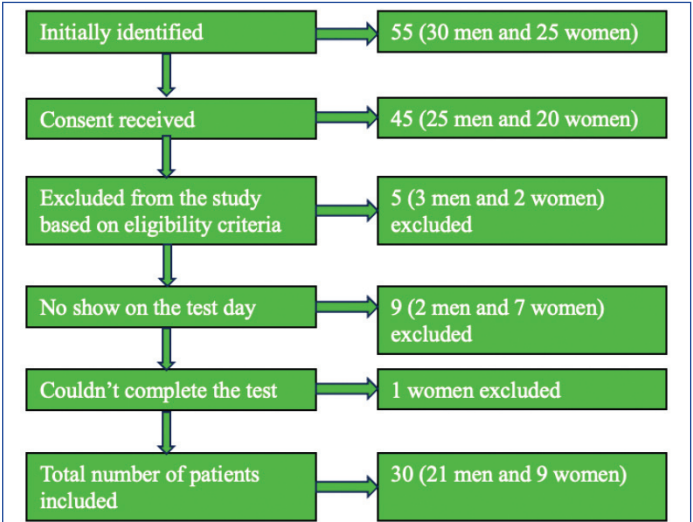 Initially identified
55 (30 men and 25 women)
Consent received
45 (25 men and 20 women)
Excluded from the study
based on eligibility criteria
5 (3 men and 2 women)
excluded
No show on the test day
9 (2 men and 7 women)
excluded
Couldn’t complete the test
1 women excluded
Total number of patients
included
30 (21 men and 9 women)